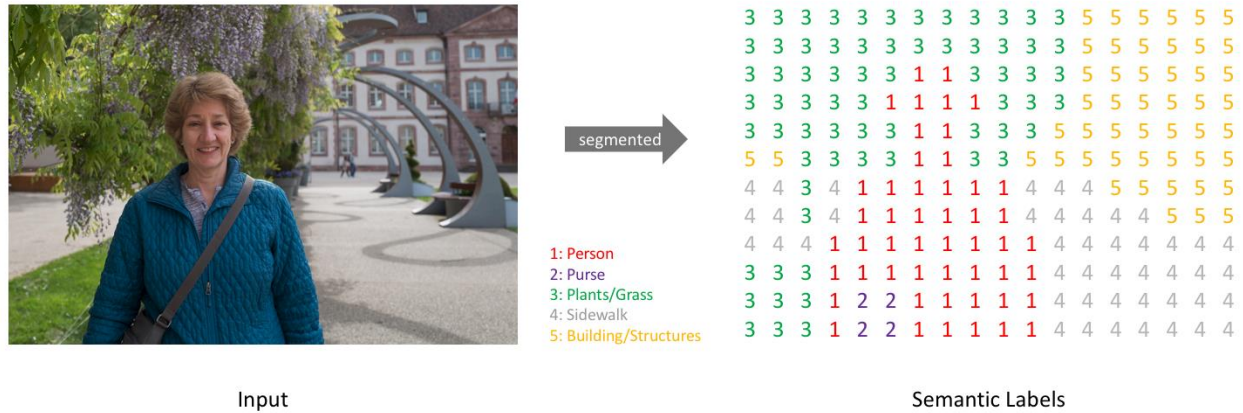 3 3 3 3 3 3 3 3 3 3 3 3 5 5 5 5 5 5
3 3 3 3 3 3 3 3 3 3 3 3 5 5 5 5 5 5
3 3 3 3 3 3 1 1 3 3 3 3 5 5 5 5 5 5
3 3 3 3 3 1 1 1 1 3 3 3 5 5 5 5 5 5
3 3 3 3 3 3 1 1 3 3 3 5 5 5 5 5 5 5
5 5 3 3 3 3 1 1 3 3 5 5 5 5 5 5 5 5
4 4 3 4 1 1 1 1 1 1 4 4 4 5 5 5 5 5
4 4 3 4 1 1 1 1 1 1 4 4 4 4 4 5 5 5
4 4 4 1 1 1 1 1 1 1 1 4 4 4 4 4 4 4
3 3 3 1 1 1 1 1 1 1 1 4 4 4 4 4 4 4
3 3 3 1 2 2 1 1 1 1 1 4 4 4 4 4 4 4
3 3 3 1 2 2 1 1 1 1 1 4 4 4 4 4 4 4
segmented
1: Person
2: Purse
3: Plants/Grass
4: Sidewalk
5: Building/Structures
Input
Semantic Labels